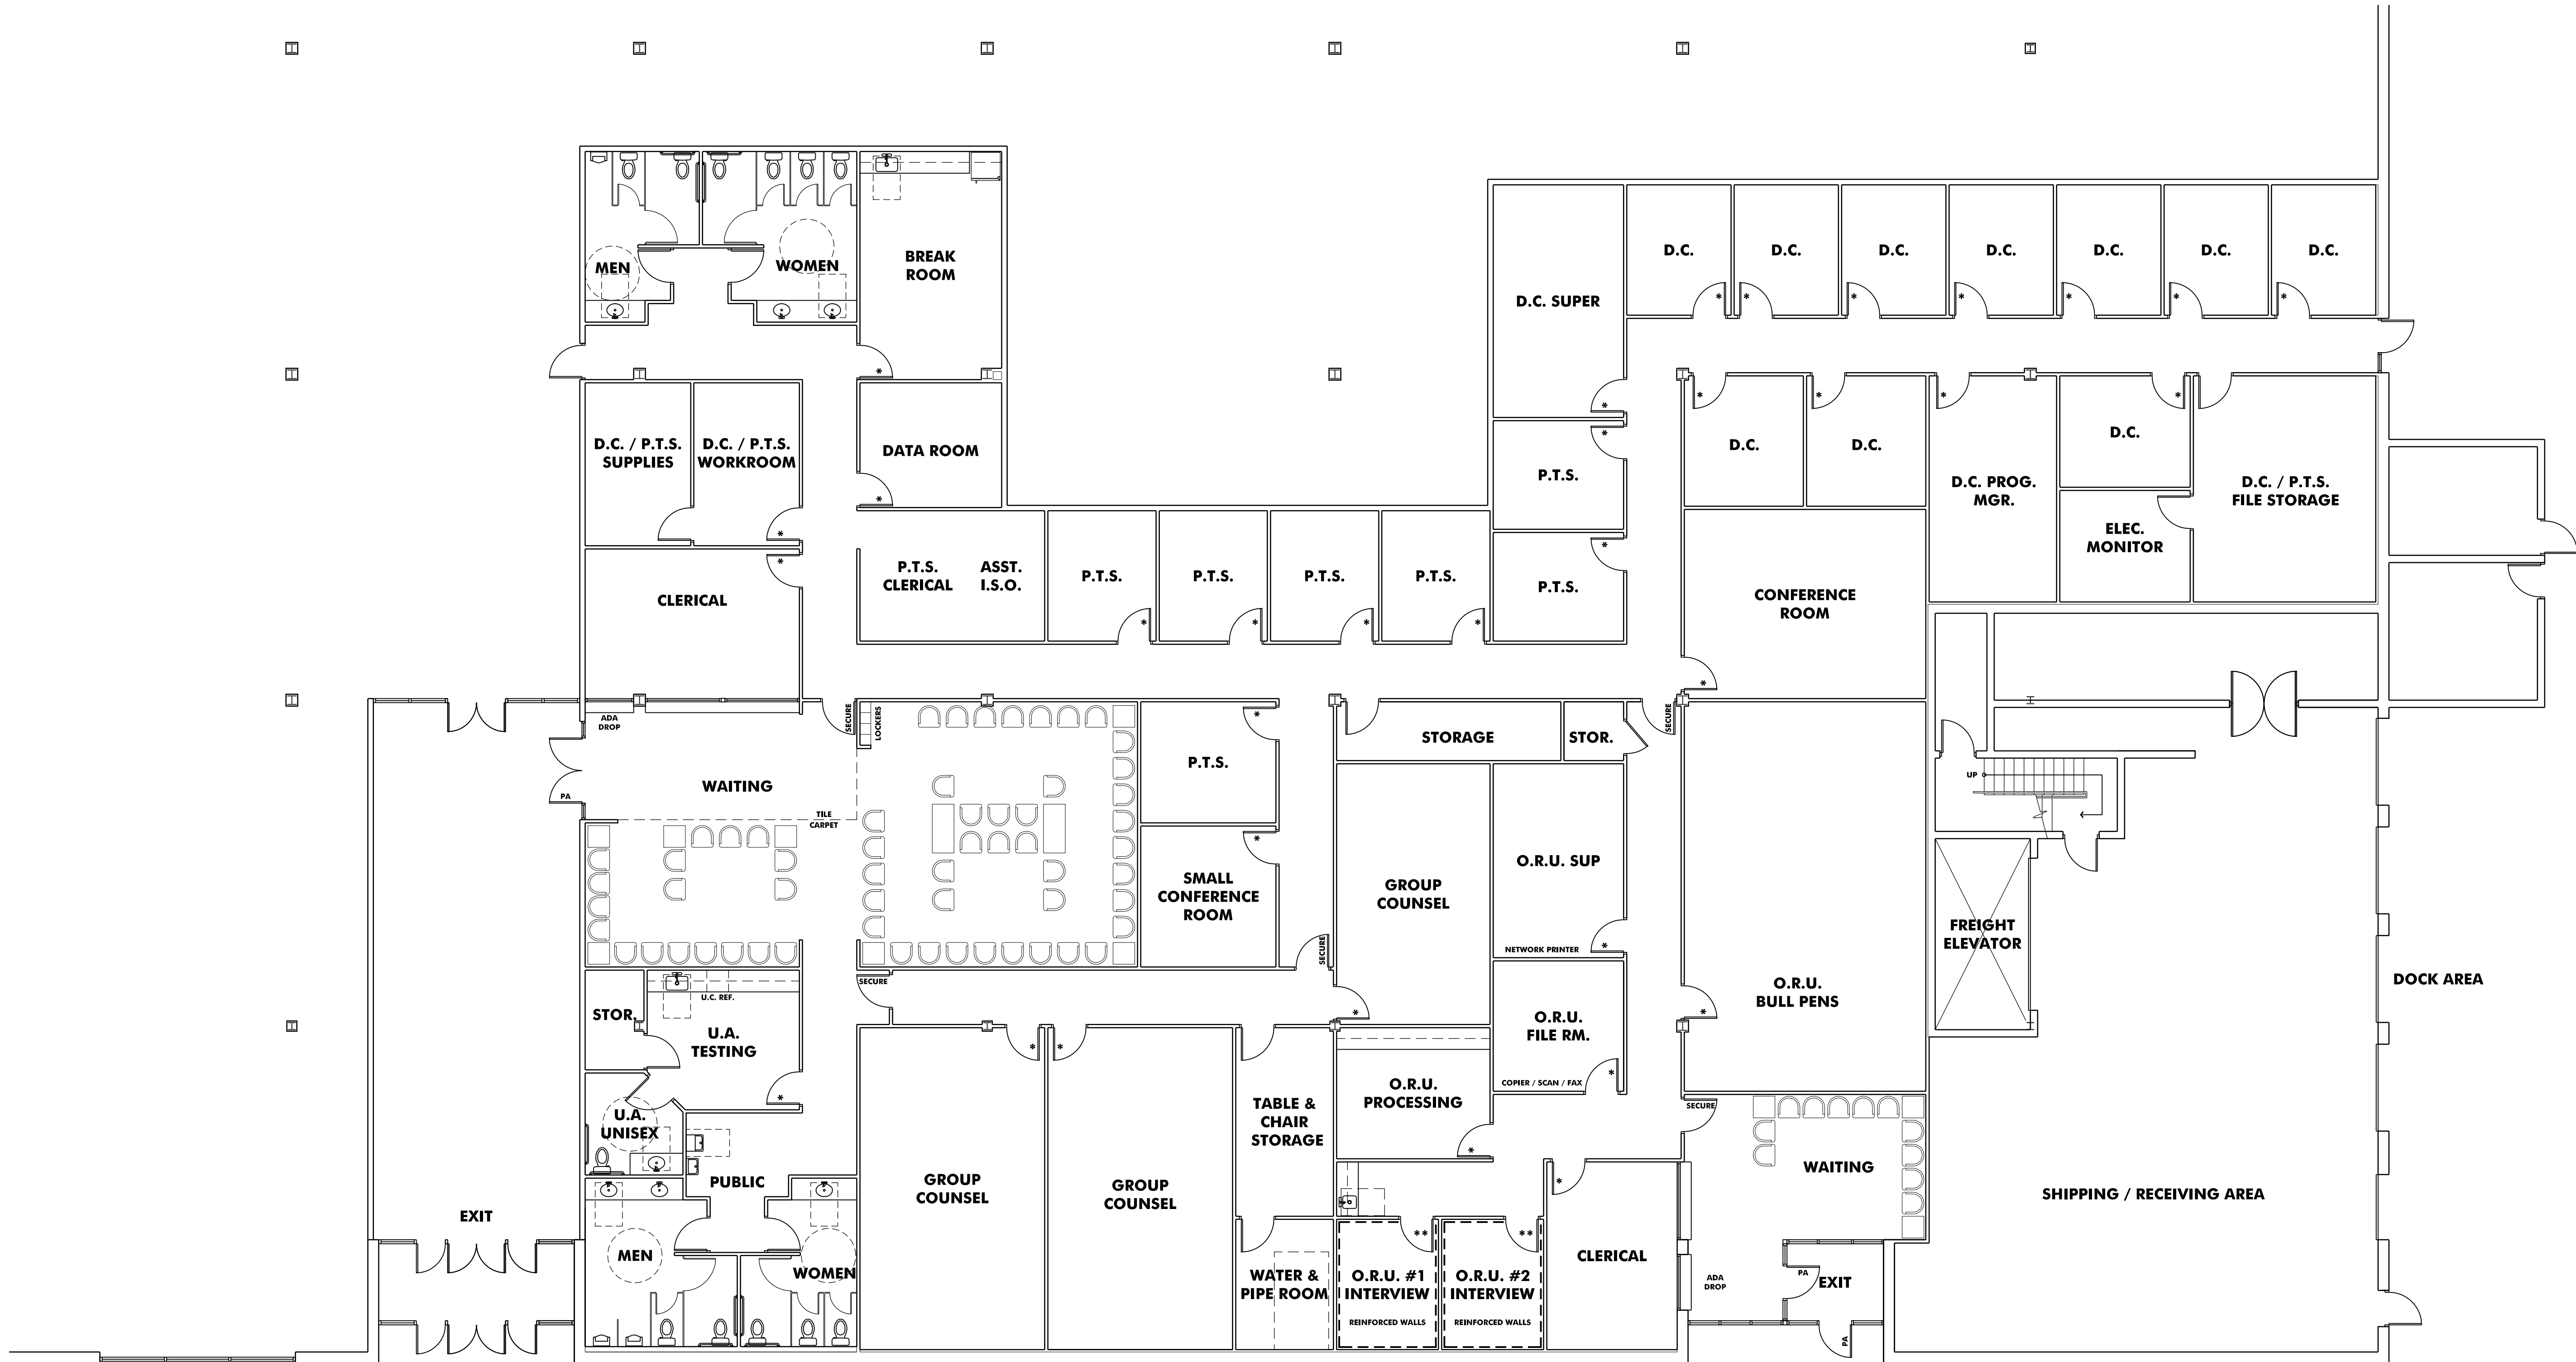 MEN
WOMEN
BREAK
ROOM
D.C. SUPER
D.C.
D.C.
D.C.
D.C.
D.C.
D.C.
D.C.
*
*
*
*
*
*
*
*
*
D.C. / P.T.S.
SUPPLIES
D.C. / P.T.S.
WORKROOM
*
DATA ROOM
*
*
P.T.S.
*
D.C.
*
D.C.
*
D.C. PROG.
MGR.
*
D.C.
D.C. / P.T.S.
FILE STORAGE
ELEC.
MONITOR
*
CLERICAL
P.T.S.
CLERICAL
ASST.
I.S.O.
P.T.S.
*
P.T.S.
*
P.T.S.
*
P.T.S.
*
*
P.T.S.
CONFERENCE
ROOM
*
ADA
DROP
SECURE
LOCKERS
*
P.T.S.
STORAGE
STOR.
SECURE
WAITING
PA
TILE
CARPET
UP
*
SMALL
CONFERENCE
ROOM
SECURE
GROUP
COUNSEL
*
O.R.U. SUP
NETWORK PRINTER
*
O.R.U.
BULL PENS
*
FREIGHT
ELEVATOR
DOCK AREA
SECURE
STOR.
U.C. REF.
U.A.
TESTING
*
*
*
O.R.U.
FILE RM.
COPIER / SCAN / FAX
*
U.A.
UNISEX
TABLE &
CHAIR
STORAGE
O.R.U.
PROCESSING
*
SECURE
WAITING
PUBLIC
GROUP
COUNSEL
GROUP
COUNSEL
*
SHIPPING / RECEIVING AREA
EXIT
MEN
WOMEN
WATER &
PIPE ROOM
**
O.R.U. #1
INTERVIEW
REINFORCED WALLS
**
O.R.U. #2
INTERVIEW
REINFORCED WALLS
CLERICAL
ADA
DROP
PA
EXIT
PA